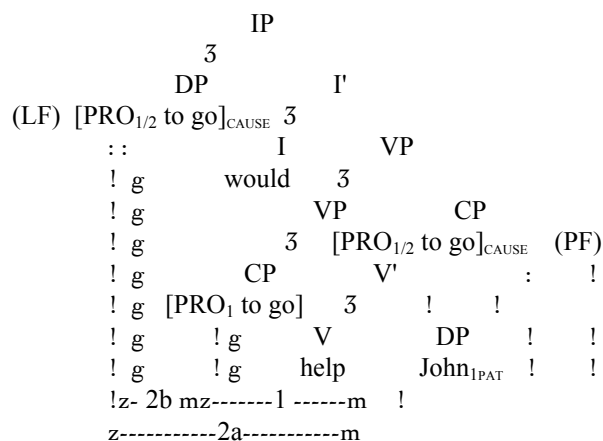 IP
3
DP I'
(LF) [PRO1/2 to go]CAUSE 3
: : I VP
! g would 3
! g VP CP
! g 3 [PRO1/2 to go]CAUSE (PF)
! g CP V' : !
! g [PRO1 to go] 3 ! !
! g ! g V DP ! !
! g ! g help John1PAT ! !
!z- 2b mz-------1 ------m !
z-----------2a-----------m